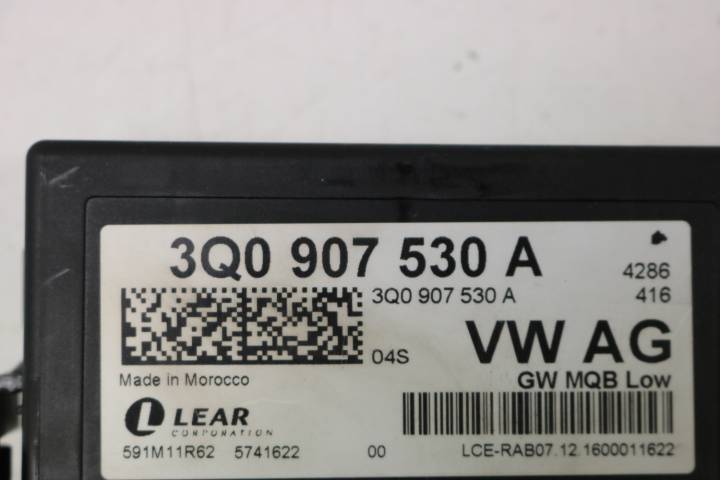 3Q0 907 530 A
4286
3Q0 907 530 A 416
04S VW AG
Made in Morocco GW MQB Low
LEAR
CORPORATION
591M11R62 5741622 00 LCE-RAB07.12.1600011622